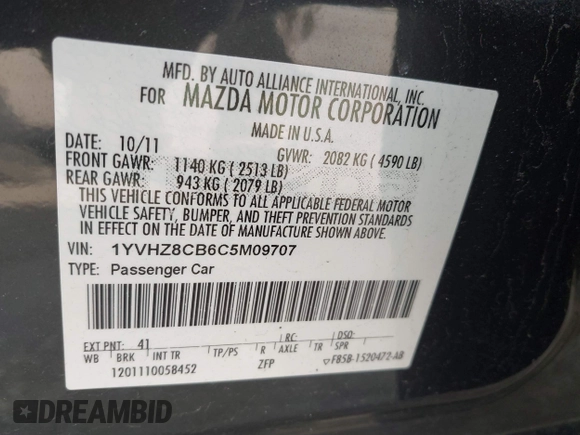 MFD. BY AUTO ALLIANCE INTERNATIONAL, INC.
FOR MAZDA MOTOR CORPORATION
MADE IN U.S.A.
DATE: 10/11 GVWR: 2082 KG (4590 LB)
FRONT GAWR: 1140 KG (2513 LB)
REAR GAWR: 943 KG (2079 LB)
THIS VEHICLE CONFORMS TO ALL APPLICABLE FEDERAL MOTOR
VEHICLE SAFETY, BUMPER, AND THEFT PREVENTION STANDARDS
IN EFFECT ON THE DATE OF MANUFACTURE SHOWN ABOVE.
VIN: 1YVHZ8CB6C5M09707
TYPE: Passenger Car
EXT PNT: 41 RC: DSO:
WB BRK INT TR TP/PS R AXLE TR SPR
1201110058452 ZFP F85B-1520472-AB
DREAMBID